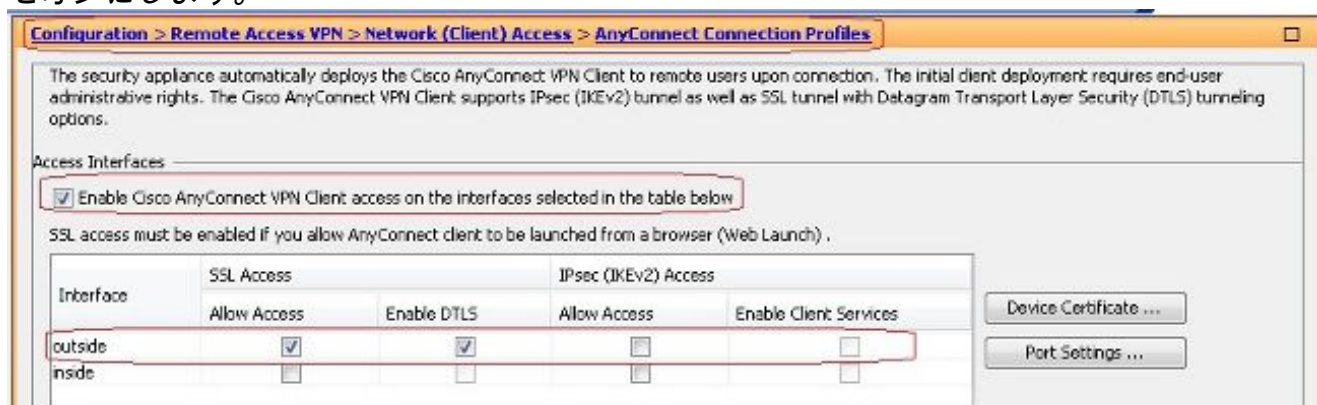 Configuration > Remote Access VPN > Network (Client) Access > AnyConnect Connection Profiles
The security appliance automatically deploys the Cisco AnyConnect VPN Client to remote users upon connection. The initial client deployment requires end-user
administrative rights. The Cisco AnyConnect VPN Client supports IPsec (IKEv2) tunnel as well as SSL tunnel with Datagram Transport Layer Security (DTLS) tunneling
options.
Access Interfaces
Enable Cisco AnyConnect VPN Client access on the interfaces selected in the table below
SSL access must be enabled if you allow AnyConnect client to be launched from a browser (Web Launch) .
Interface
SSL Access
IPsec (IKEv2) Access
Allow Access
Enable DTLS
Allow Access
Enable Client Services
Device Certificate ...
outside
Port Settings ...
inside